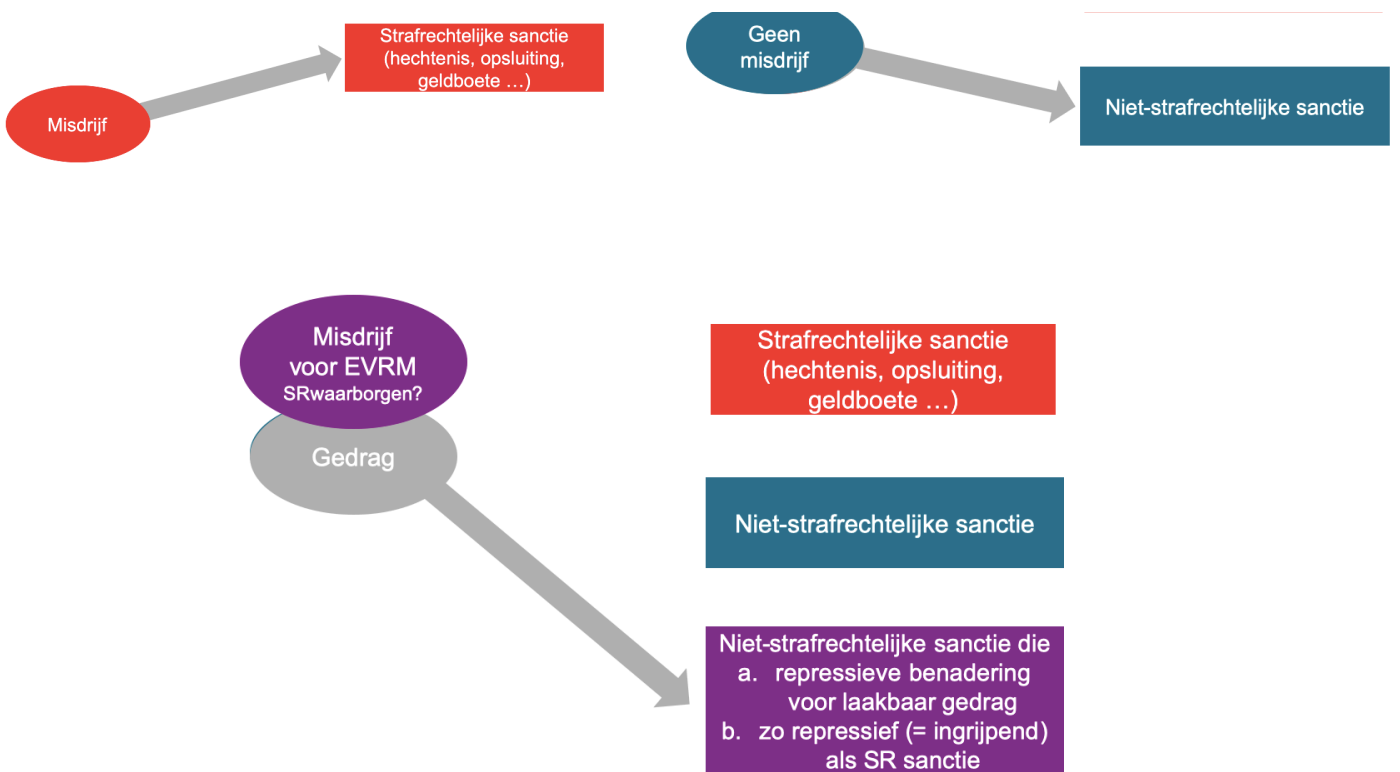 Strafrechtelijke sanctie
(hechtenis, opsluiting,
geldboete ...)
Misdrijf
Geen
misdrijf
Niet-strafrechtelijke sanctie
Misdrijf
voor EVRM
SRwaarborgen?
Gedrag
Strafrechtelijke sanctie
(hechtenis, opsluiting,
geldboete ...)
Niet-strafrechtelijke sanctie
Niet-strafrechtelijke sanctie die
a. repressieve benadering
voor laakbaar gedrag
b. zo repressief (= ingrijpend)
als SR sanctie